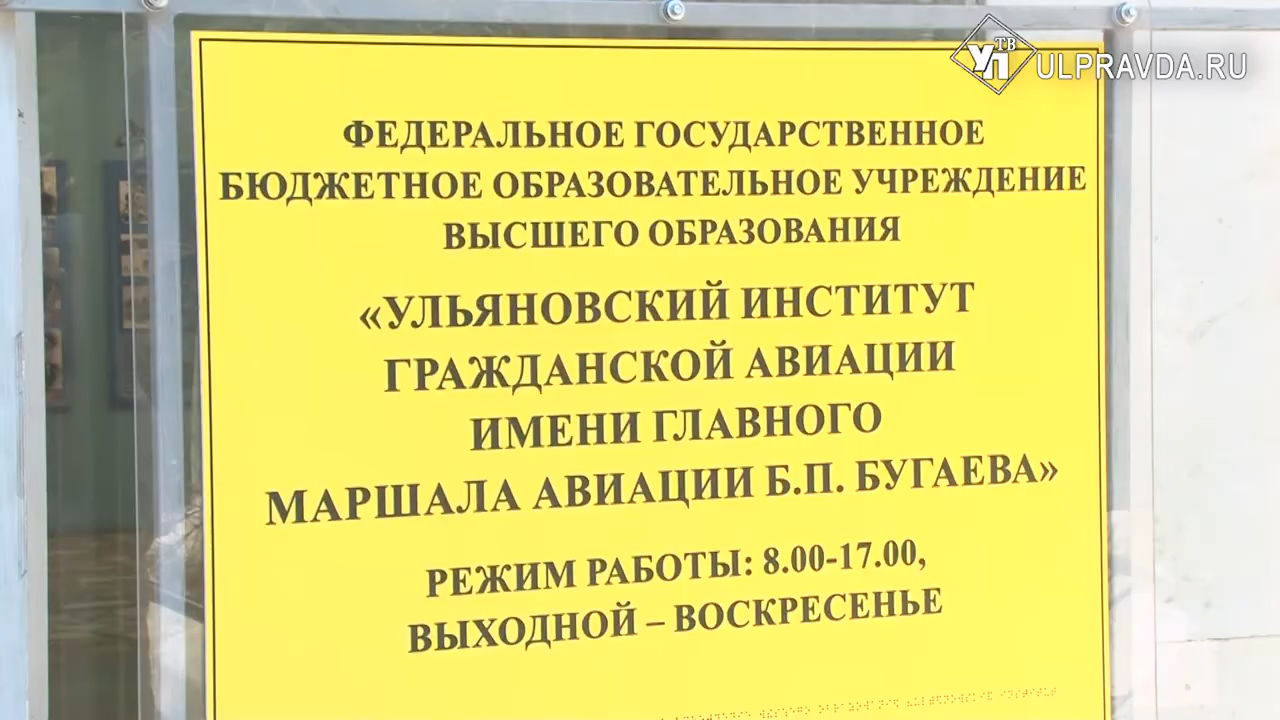 УП ТВ ULPRAVDA.RU
ФЕДЕРАЛЬНОЕ ГОСУДАРСТВЕННОЕ
БЮДЖЕТНОЕ ОБРАЗОВАТЕЛЬНОЕ УЧРЕЖДЕНИЕ
ВЫСШЕГО ОБРАЗОВАНИЯ
«УЛЬЯНОВСКИЙ ИНСТИТУТ
ГРАЖДАНСКОЙ АВИАЦИИ
ИМЕНИ ГЛАВНОГО
МАРШАЛА АВИАЦИИ Б.П. БУГАЕВА»
РЕЖИМ РАБОТЫ: 8.00-17.00,
ВЫХОДНОЙ – ВОСКРЕСЕНЬЕ